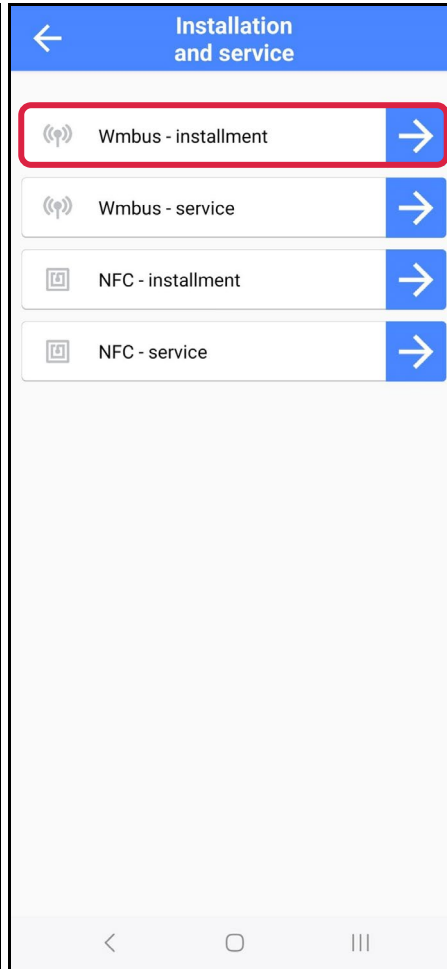 Installation
and service
Wmbus - installment
Wmbus - service
NFC - installment
NFC - service